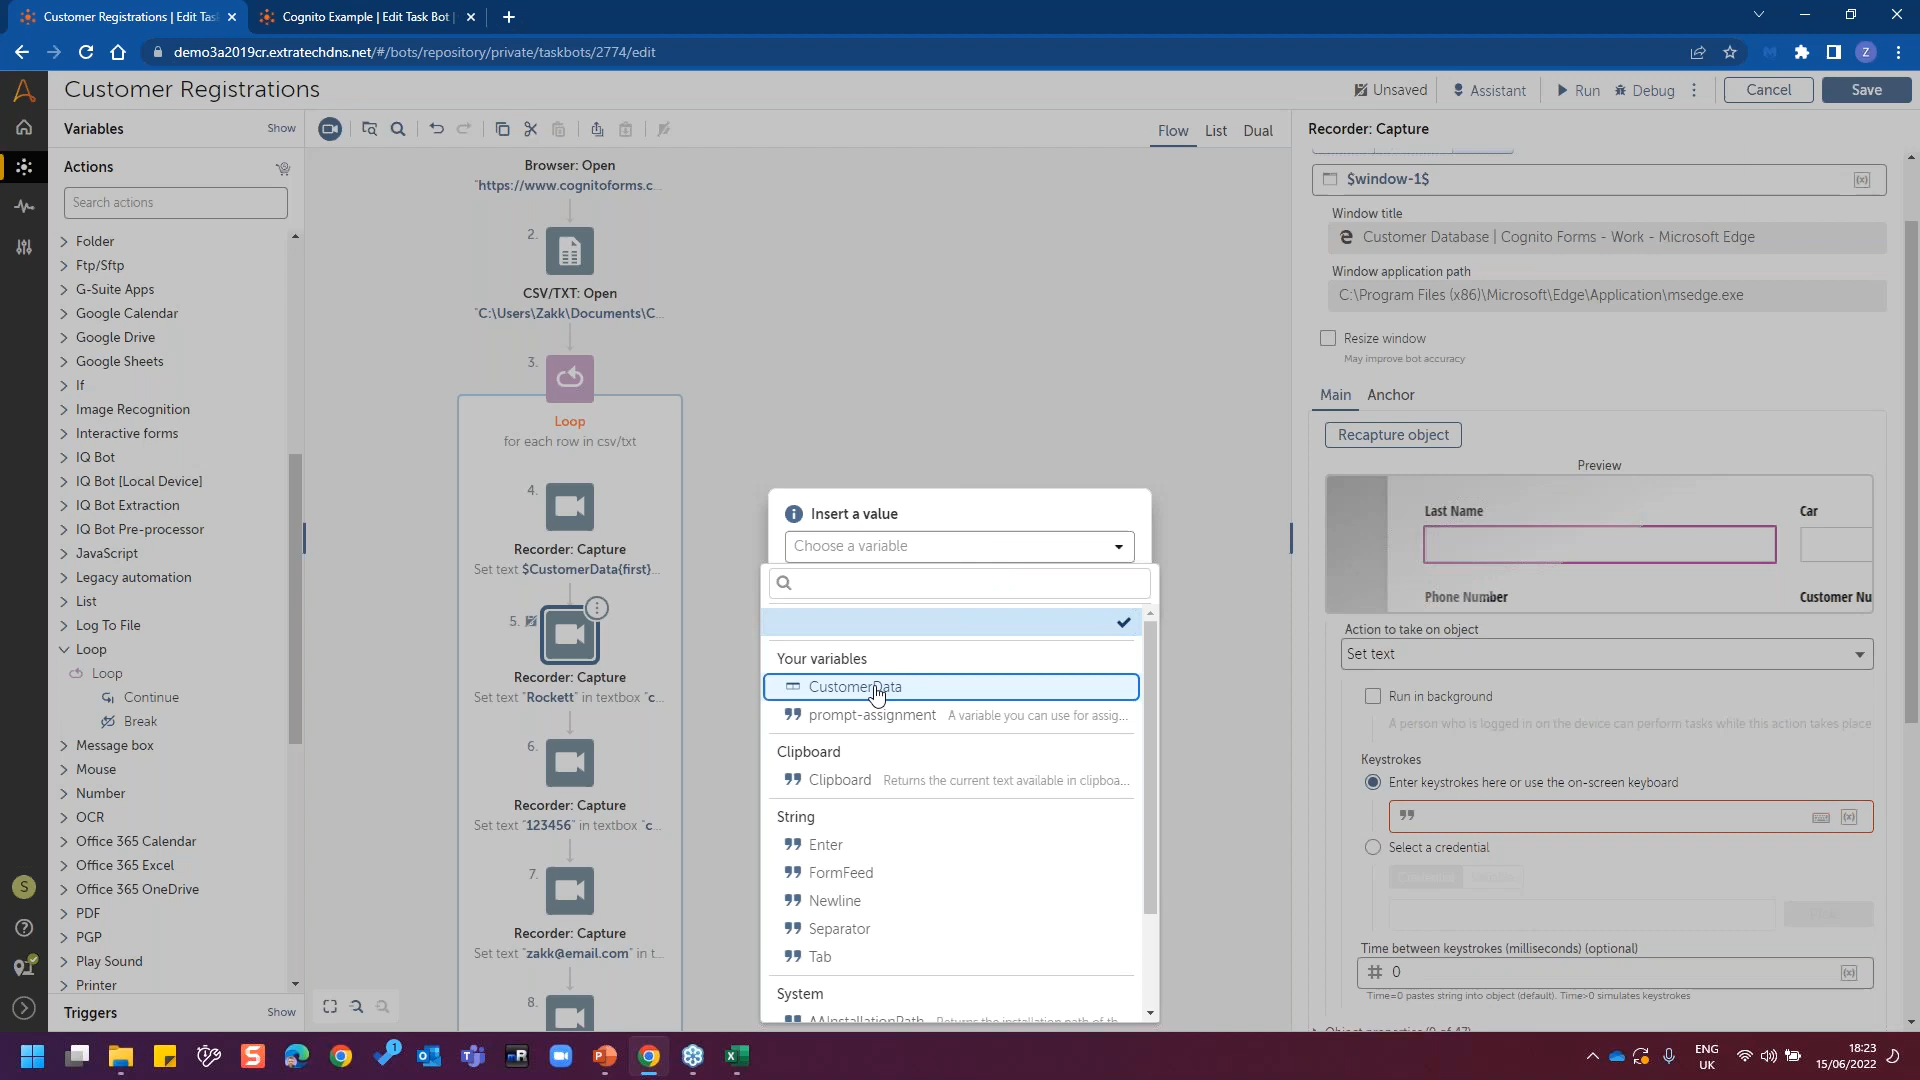 Customer Registrations | Edit Tas
Cognito Example | Edit Task Bot |
demo3a2019cr.extratechdns.net/#/bots/repository/private/taskbots/2774/edit
Z
Customer Registrations
Unsaved
Assistant
Run
Debug
Cancel
Save
Variables
Show
Flow
List
Dual
Recorder: Capture
Actions
Search actions
Folder
Ftp/Sftp
G-Suite Apps
Google Calendar
Google Drive
Google Sheets
If
Image Recognition
Interactive forms
IQ Bot
IQ Bot [Local Device]
IQ Bot Extraction
IQ Bot Pre-processor
JavaScript
Legacy automation
List
Log To File
Loop
Loop
Continue
Break
Message box
Mouse
Number
OCR
Office 365 Calendar
Office 365 Excel
Office 365 OneDrive
PDF
PGP
Play Sound
Printer
Triggers
Show
S
Browser: Open
"https://www.cognitoforms.c...
2.
CSV/TXT: Open
"C:\Users\Zakk\Documents\C...
3.
Loop
for each row in csv/txt
4.
Recorder: Capture
Set text $CustomerData{first}...
5.
Recorder: Capture
Set text "Rockett" in textbox "c...
6.
Recorder: Capture
Set text "123456" in textbox "c...
7.
Recorder: Capture
Set text "zakk@email.com" in t...
8.
Insert a value
Choose a variable
Your variables
CustomerData
prompt-assignment A variable you can use for assig...
Clipboard
Clipboard Returns the current text available in clipboa...
String
Enter
FormFeed
Newline
Separator
Tab
System
AAInstallationPath Returns the installation path of th...
$window-1$
(x)
Window title
Customer Database | Cognito Forms - Work - Microsoft Edge
Window application path
C:\Program Files (x86)\Microsoft\Edge\Application\msedge.exe
Resize window
May improve bot accuracy
Main
Anchor
Recapture object
Preview
Last Name
Car
Phone Number
Customer Nu
Action to take on object
Set text
Run in background
A person who is logged in on the device can perform tasks while this action takes place
Keystrokes
Enter keystrokes here or use the on-screen keyboard
(x)
Select a credential
Time between keystrokes (milliseconds) (optional)
0
(x)
Time=0 pastes string into object (default). Time>0 simulates keystrokes
1
ENG
UK
18:23
15/06/2022